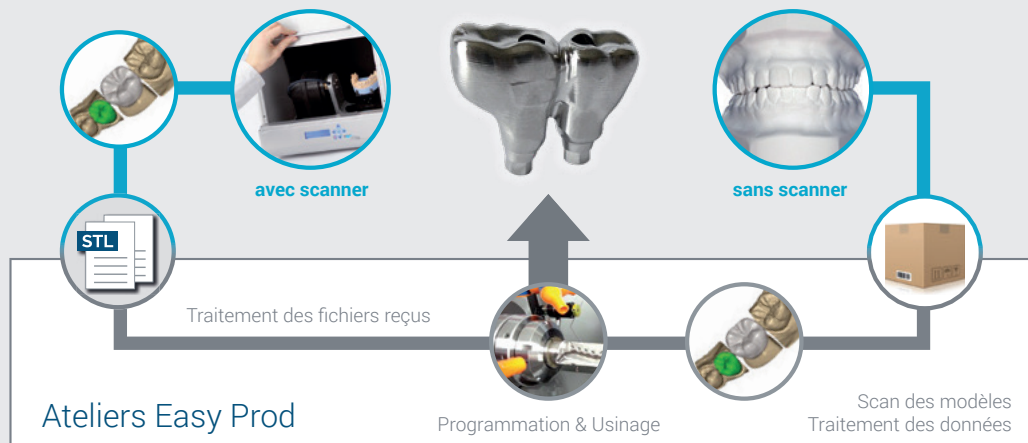 avec scanner
sans scanner
STL
Traitement des fichiers reçus
Ateliers Easy Prod
Programmation & Usinage
Scan des modèles
Traitement des données